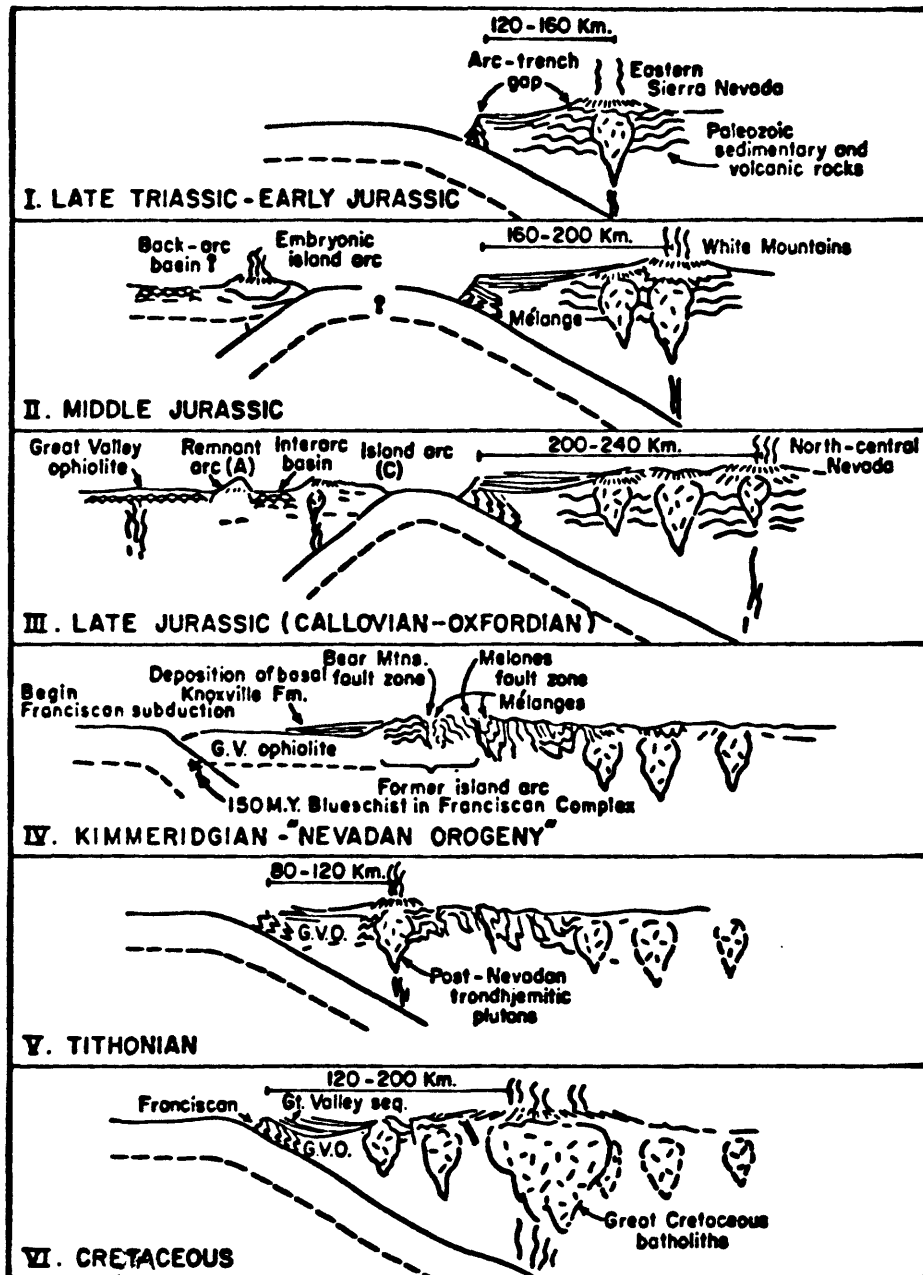 120-160 Km.
Arc-trench
gap
Eastern
Sierra Nevada
Paleozoic
sedimentary and
volcanic rocks
I. LATE TRIASSIC - EARLY JURASSIC
Back-arc
basin ?
Embryonic
island arc
160-200 Km.
White Mountains
?
Mélange
II. MIDDLE JURASSIC
Great Valley
ophiolite
Remnant
arc (A)
Interarc
basin
Island arc
(C)
200-240 Km.
North-central
Nevada
III. LATE JURASSIC (CALLOVIAN-OXFORDIAN)
Begin
Franciscan subduction
Deposition of basal
Knoxville Fm.
Bear Mtns.
fault zone
Melones
fault zone
Mélanges
G.V. ophiolite
Former island arc
150 M.Y. Blueschist in Franciscan Complex
IV. KIMMERIDGIAN - "NEVADAN OROGENY"
80-120 Km.
G.V.O.
Post-Nevadan
trondhjemitic
plutons
V. TITHONIAN
120-200 Km.
Franciscan
Gt. Valley seq.
G.V.O.
Great Cretaceous
batholiths
VI. CRETACEOUS